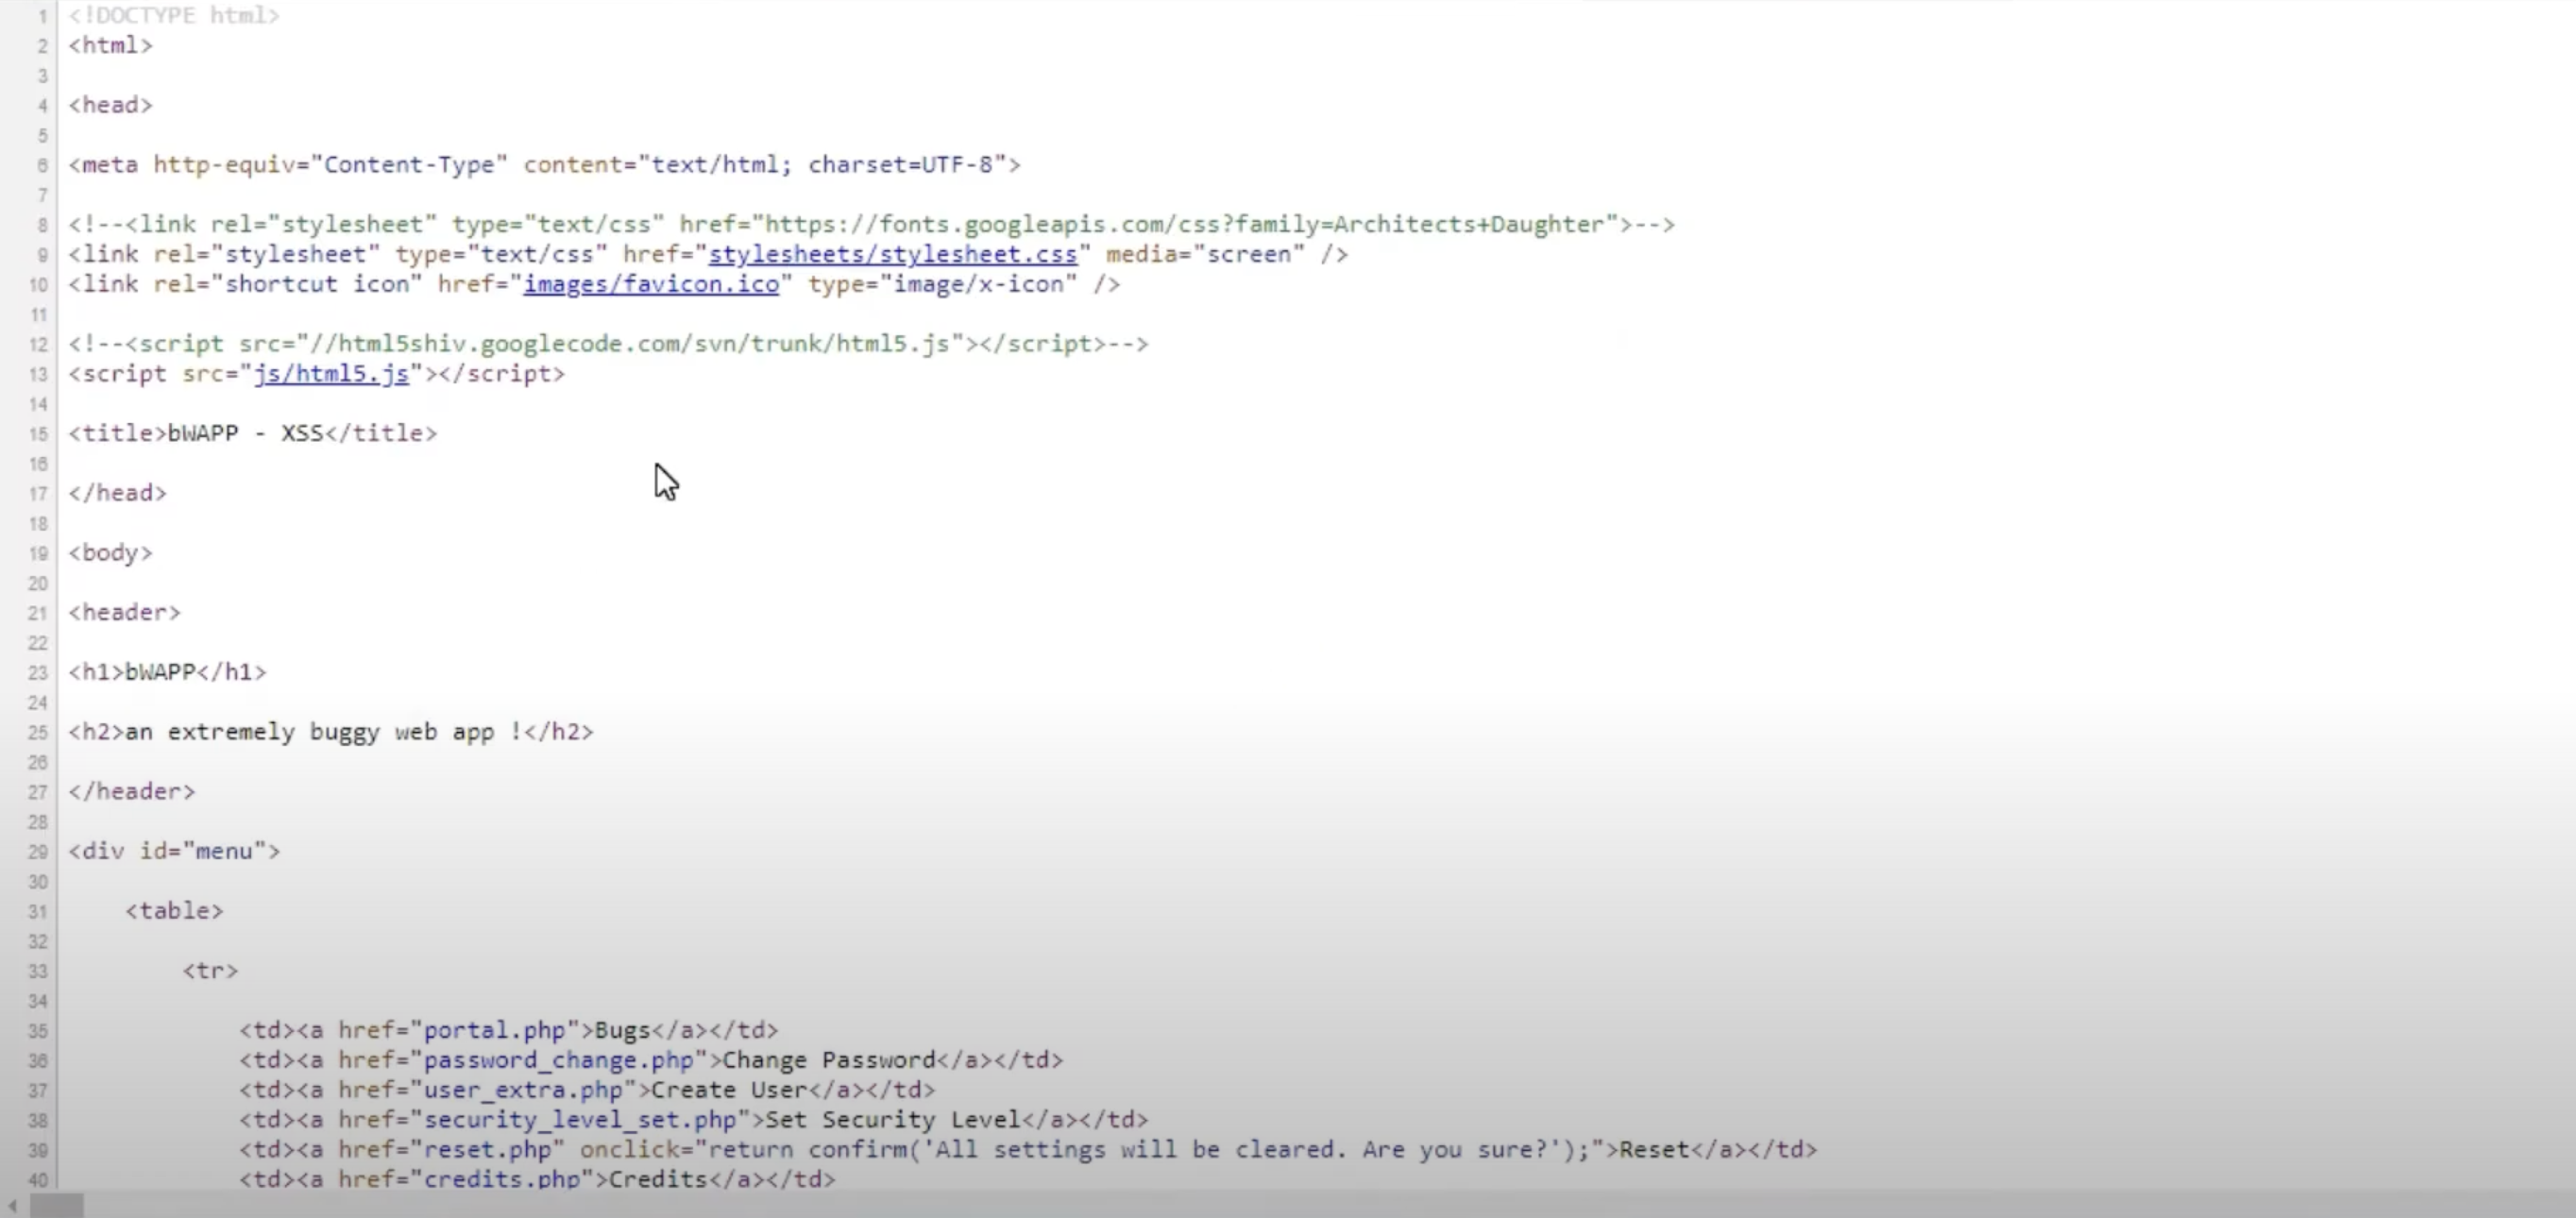 1 <!DOCTYPE html>
2 <html>
3
4 <head>
5
6 <meta http-equiv="Content-Type" content="text/html; charset=UTF-8">
7
8 <!--<link rel="stylesheet" type="text/css" href="https://fonts.googleapis.com/css?family=Architects+Daughter">-->
9 <link rel="stylesheet" type="text/css" href="stylesheets/stylesheet.css" media="screen" />
10 <link rel="shortcut icon" href="images/favicon.ico" type="image/x-icon" />
11
12 <!--<script src="//html5shiv.googlecode.com/svn/trunk/html5.js"></script>-->
13 <script src="js/html5.js"></script>
14
15 <title>bWAPP - XSS</title>
16
17 </head>
18
19 <body>
20
21 <header>
22
23 <h1>bWAPP</h1>
24
25 <h2>an extremely buggy web app !</h2>
26
27 </header>
28
29 <div id="menu">
30
31     <table>
32
33         <tr>
34
35             <td><a href="portal.php">Bugs</a></td>
36             <td><a href="password_change.php">Change Password</a></td>
37             <td><a href="user_extra.php">Create User</a></td>
38             <td><a href="security_level_set.php">Set Security Level</a></td>
39             <td><a href="reset.php" onclick="return confirm('All settings will be cleared. Are you sure?');">Reset</a></td>
40             <td><a href="credits.php">Credits</a></td>